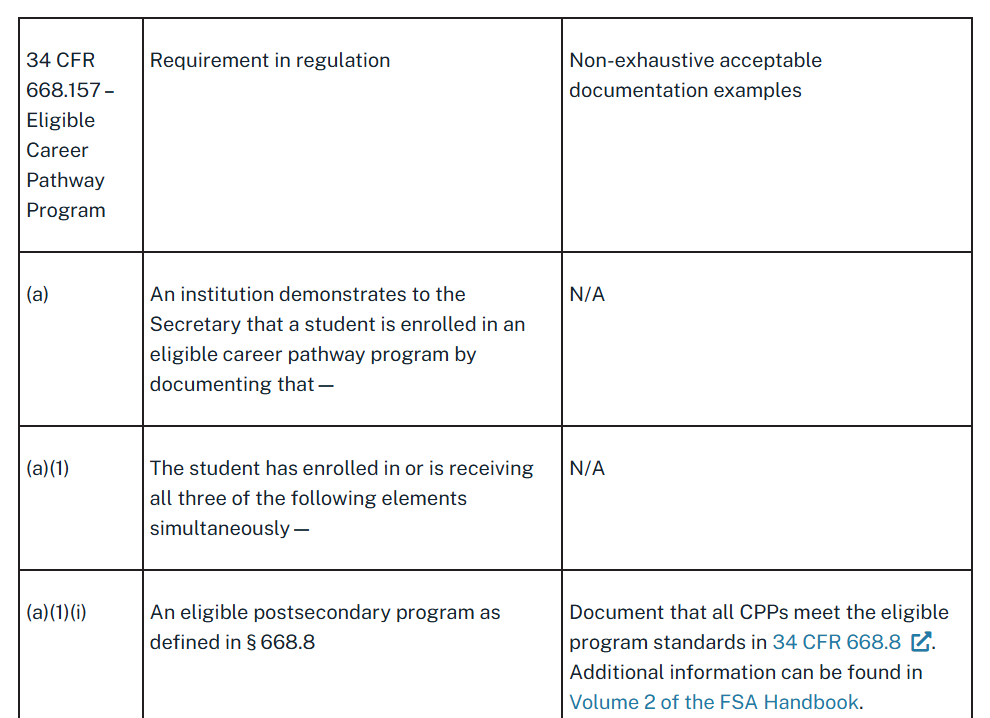 34 CFR
668.157 –
Eligible
Career
Pathway
Program
Requirement in regulation
Non-exhaustive acceptable
documentation examples
(a)
An institution demonstrates to the
Secretary that a student is enrolled in an
eligible career pathway program by
documenting that —
N/A
(a)(1)
The student has enrolled in or is receiving
all three of the following elements
simultaneously —
N/A
(a)(1)(i)
An eligible postsecondary program as
defined in § 668.8
Document that all CPPs meet the eligible
program standards in 34 CFR 668.8 .
Additional information can be found in
Volume 2 of the FSA Handbook.